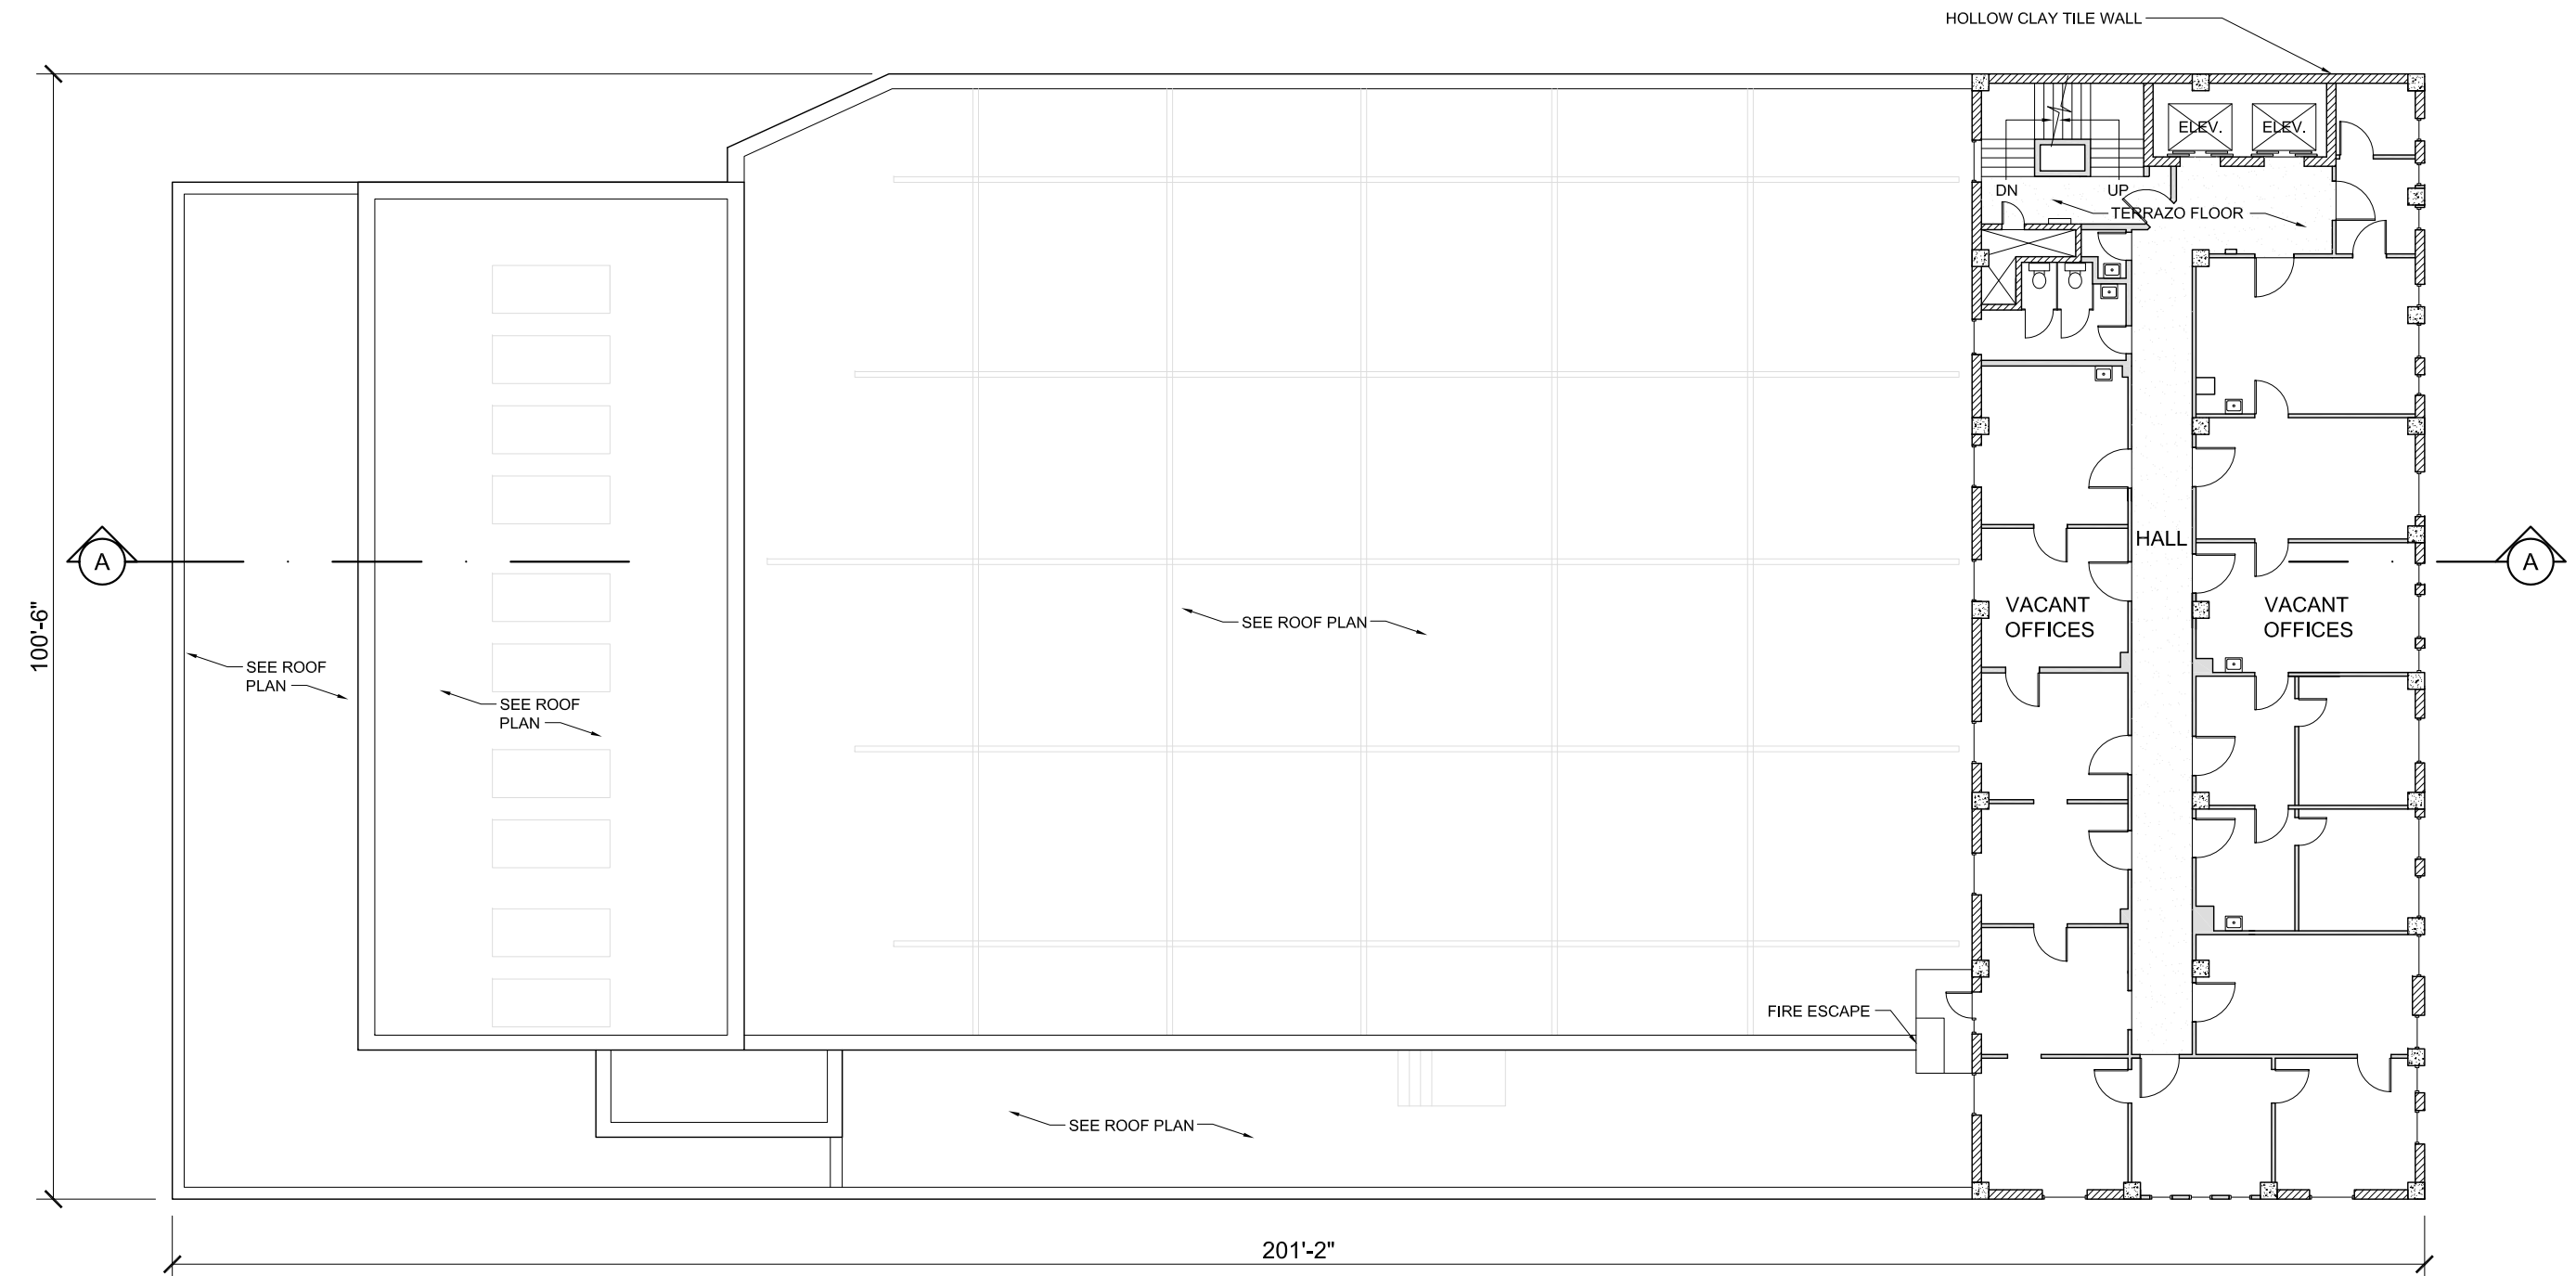 HOLLOW CLAY TILE WALL
ELEV.
ELEV.
DN
UP
TERRAZO FLOOR
HALL
A
A
100'-6"
VACANT
OFFICES
VACANT
OFFICES
SEE ROOF PLAN
SEE ROOF
PLAN
SEE ROOF
PLAN
FIRE ESCAPE
SEE ROOF PLAN
201'-2"